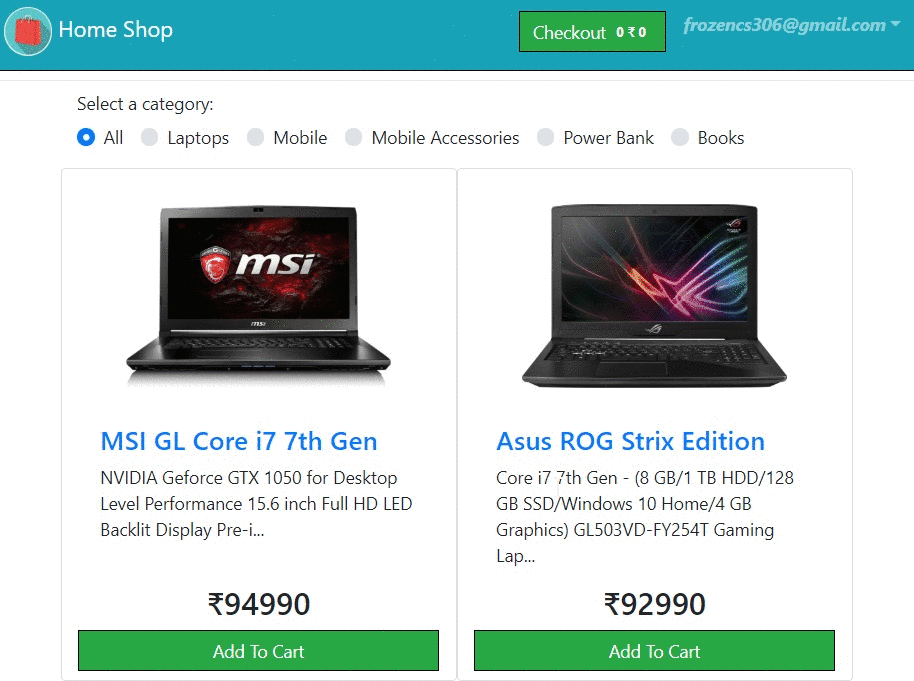 Home Shop
Checkout 0 ₹ 0
frozencs306@gmail.com
Select a category:
All Laptops Mobile Mobile Accessories Power Bank Books
msi
msi
MSI GL Core i7 7th Gen
NVIDIA Geforce GTX 1050 for Desktop
Level Performance 15.6 inch Full HD LED
Backlit Display Pre-i...
₹94990
Add To Cart
Asus ROG Strix Edition
Core i7 7th Gen - (8 GB/1 TB HDD/128
GB SSD/Windows 10 Home/4 GB
Graphics) GL503VD-FY254T Gaming
Lap...
₹92990
Add To Cart